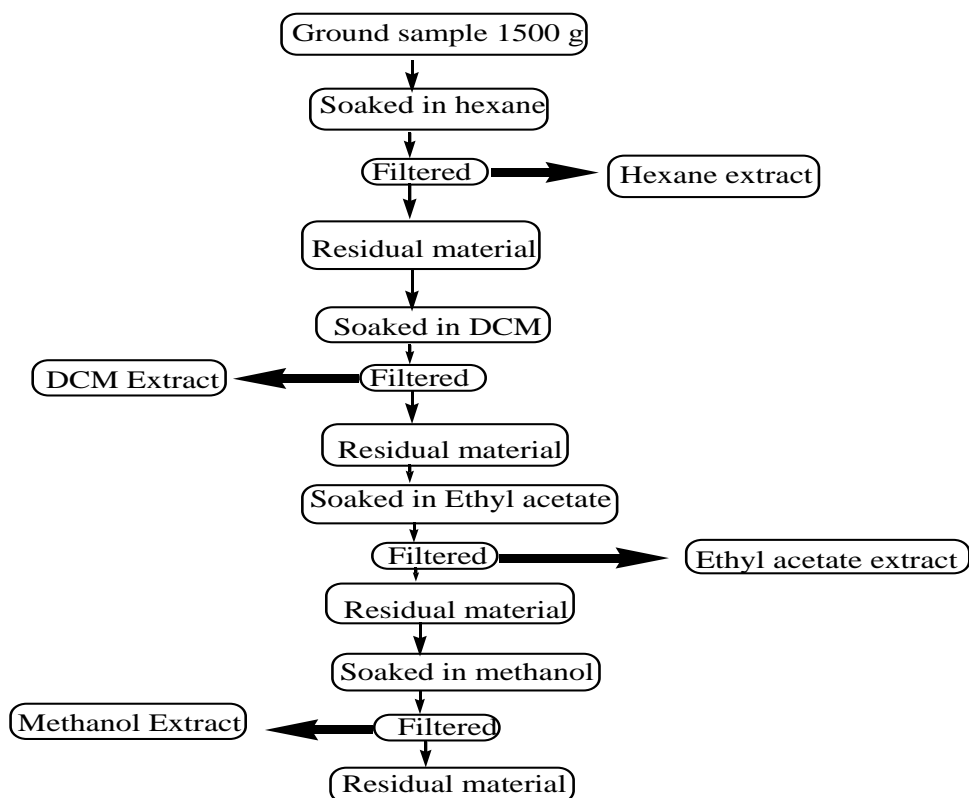 Ground sample 1500 g
Soaked in hexane
Filtered
Hexane extract
Residual material
Soaked in DCM
DCM Extract
Filtered
Residual material
Soaked in Ethyl acetate
Filtered
Ethyl acetate extract
Residual material
Soaked in methanol
Methanol Extract
Filtered
Residual material